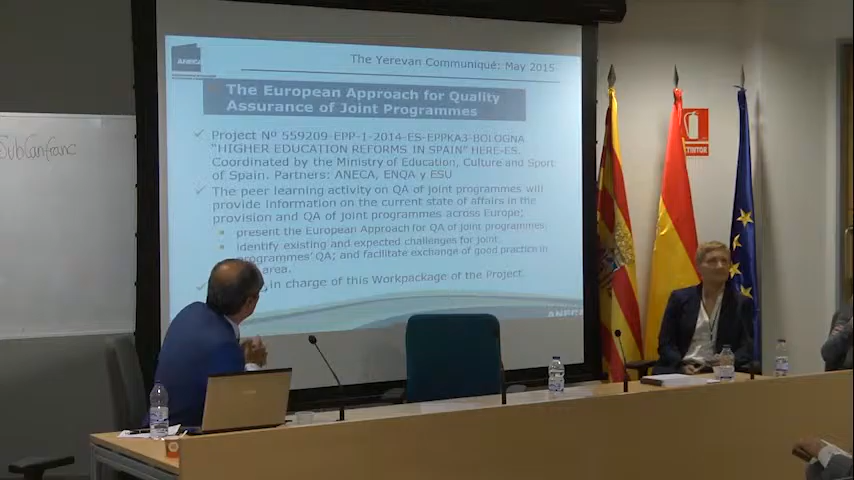 ANECA
The Yerevan Communiqué: May 2015
The European Approach for Quality
Assurance of Joint Programmes
Project Nº 559209-EPP-1-2014-ES-EPPKA3-BOLOGNA
"HIGHER EDUCATION REFORMS IN SPAIN" HERE-ES.
Coordinated by the Ministry of Education, Culture and Sport
of Spain. Partners: ANECA, ENQA y ESU
The peer learning activity on QA of joint programmes will
provide information on the current state of affairs in the
provision and QA of joint programmes across Europe;
present the European Approach for QA of joint programmes;
identify existing and expected challenges for joint
programmes' QA; and facilitate exchange of good practice in
area.
in charge of this Workpackage of the Project.
ANECA